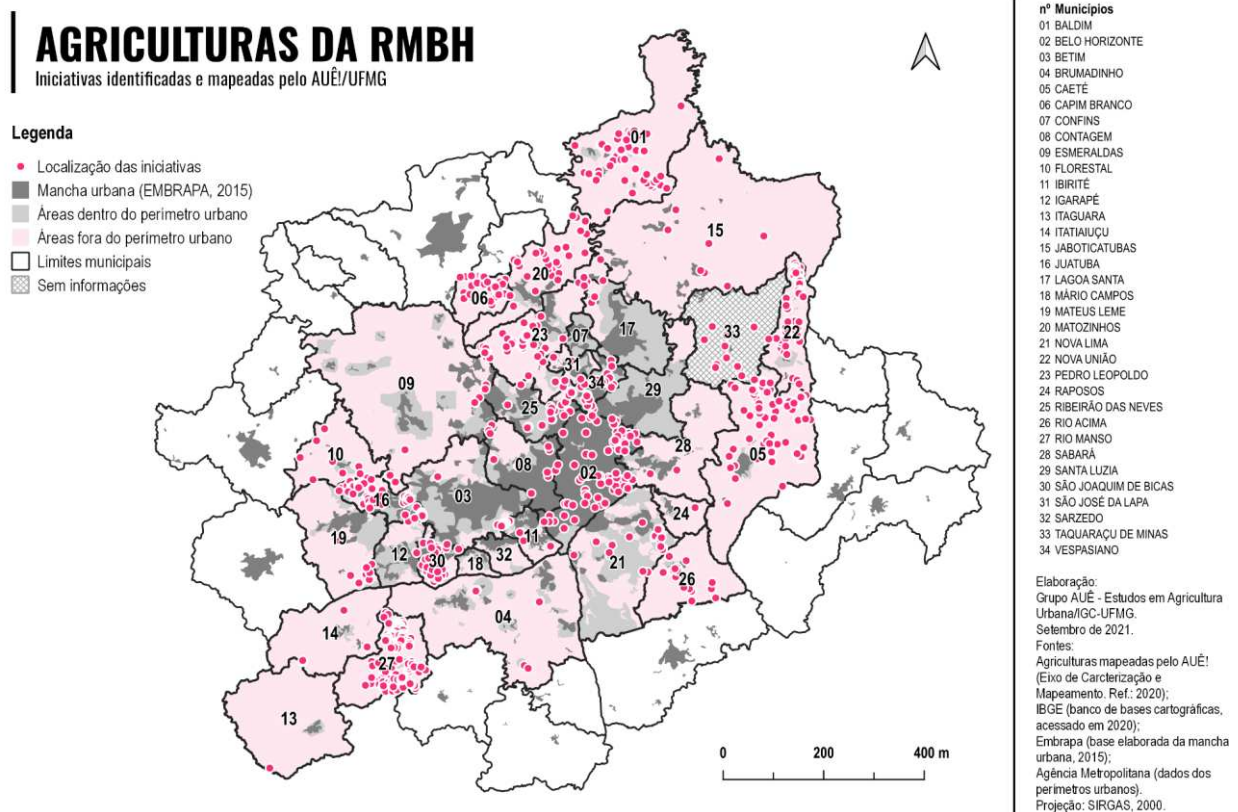 AGRICULTURAS DA RMBH
Iniciativas identificadas e mapeadas pelo AUÊ!/UFMG
Legenda
Localização das iniciativas
Mancha urbana (EMBRAPA, 2015)
Áreas dentro do perimetro urbano
Áreas fora do perimetro urbano
Limites municipais
Sem informações
01
15
20
06
23
07
17
33
22
31
34
09
25
29
28
05
10
08
02
16
03
24
19
12
30
18
32
11
21
26
04
14
27
13
0 200 400 m
nº Municípios
01 BALDIM
02 BELO HORIZONTE
03 BETIM
04 BRUMADINHO
05 CAETÉ
06 CAPIM BRANCO
07 CONFINS
08 CONTAGEM
09 ESMERALDAS
10 FLORESTAL
11 IBIRITÉ
12 IGARAPÉ
13 ITAGUARA
14 ITATIAIUÇU
15 JABOTICATUBAS
16 JUATUBA
17 LAGOA SANTA
18 MÁRIO CAMPOS
19 MATEUS LEME
20 MATOZINHOS
21 NOVA LIMA
22 NOVA UNIÃO
23 PEDRO LEOPOLDO
24 RAPOSOS
25 RIBEIRÃO DAS NEVES
26 RIO ACIMA
27 RIO MANSO
28 SABARÁ
29 SANTA LUZIA
30 SÃO JOAQUIM DE BICAS
31 SÃO JOSÉ DA LAPA
32 SARZEDO
33 TAQUARAÇU DE MINAS
34 VESPASIANO
Elaboração:
Grupo AUÊ - Estudos em Agricultura
Urbana/IGC-UFMG.
Setembro de 2021.
Fontes:
Agriculturas mapeadas pelo AUÊ!
(Eixo de Carcterização e
Mapeamento. Ref.: 2020);
IBGE (banco de bases cartográficas,
acessado em 2020);
Embrapa (base elaborada da mancha
urbana, 2015);
Agência Metropolitana (dados dos
perimetros urbanos).
Projeção: SIRGAS, 2000.